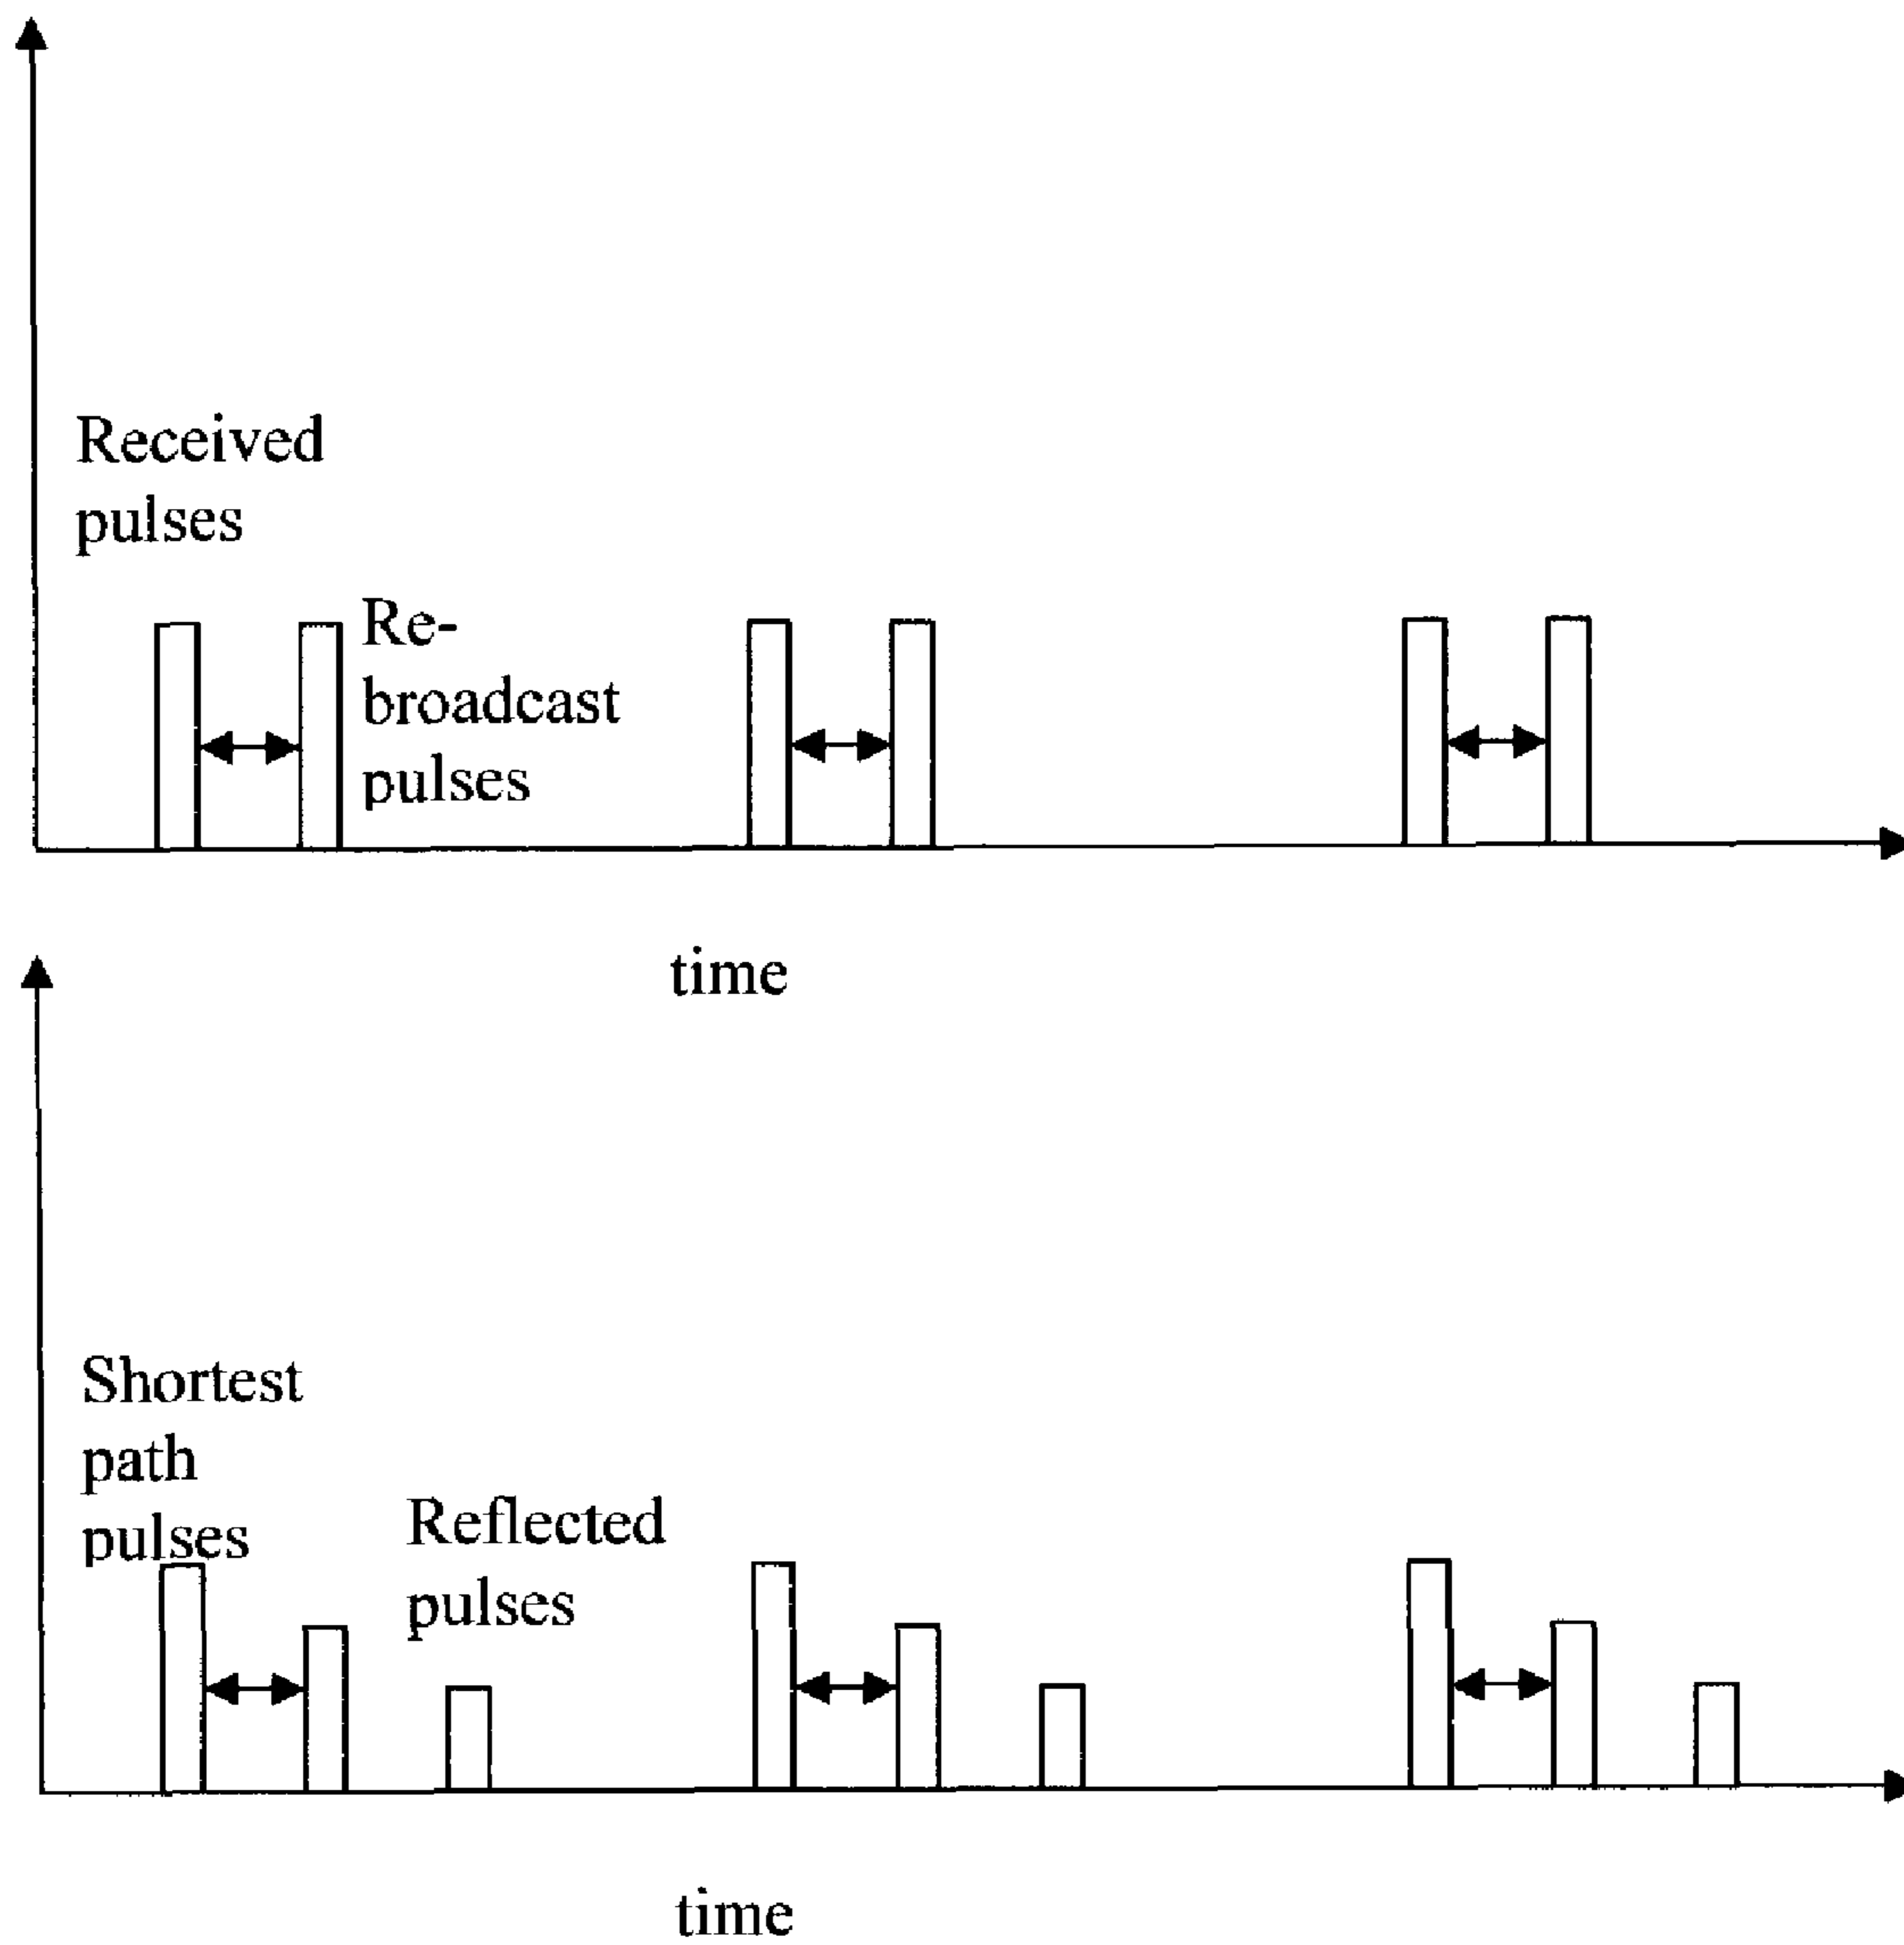 Received
pulses
Re-
broadcast
pulses
time
Shortest
path
pulses
Reflected
pulses
time